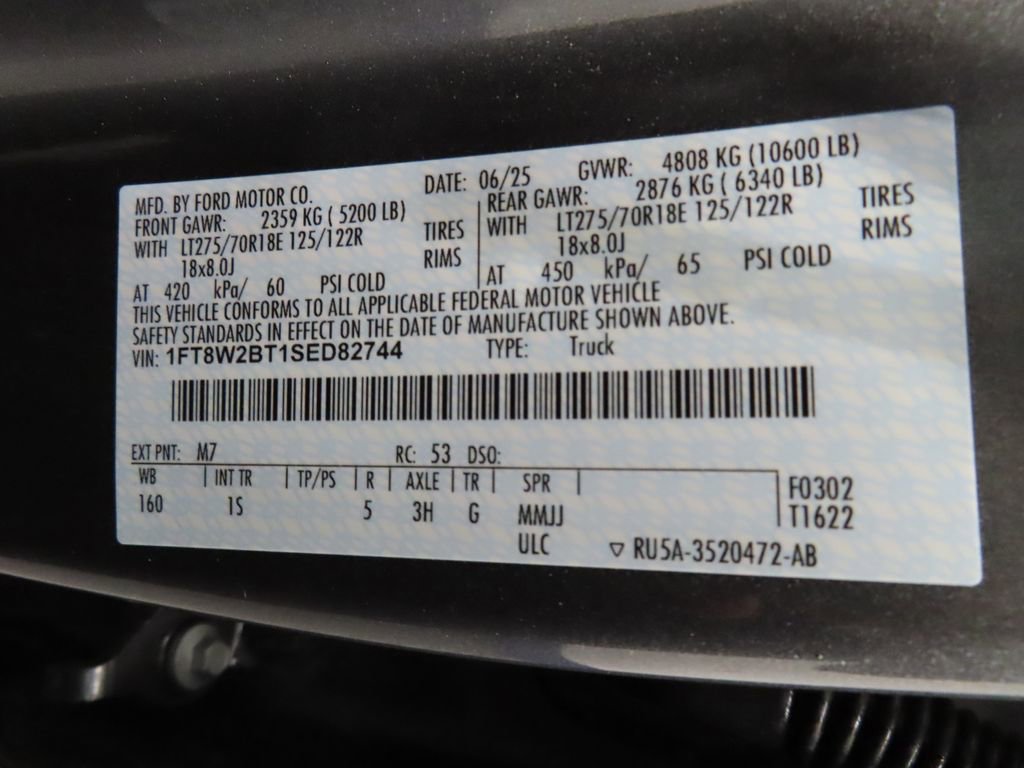 MFD. BY FORD MOTOR CO. DATE: 06/25 GVWR: 4808 KG (10600 LB)
FRONT GAWR: 2359 KG ( 5200 LB) REAR GAWR: 2876 KG ( 6340 LB)
WITH LT275/70R18E 125/122R TIRES WITH LT275/70R18E 125/122R TIRES
18x8.0J RIMS 18x8.0J RIMS
AT 420 kPa/ 60 PSI COLD AT 450 kPa/ 65 PSI COLD
THIS VEHICLE CONFORMS TO ALL APPLICABLE FEDERAL MOTOR VEHICLE
SAFETY STANDARDS IN EFFECT ON THE DATE OF MANUFACTURE SHOWN ABOVE.
VIN: 1FT8W2BT1SED82744 TYPE: Truck
EXT PNT: M7 RC: 53 DSO:
WB INT TR TP/PS R AXLE TR SPR F0302
160 1S 5 3H G MMJJ T1622
ULC ▽ RU5A-3520472-AB